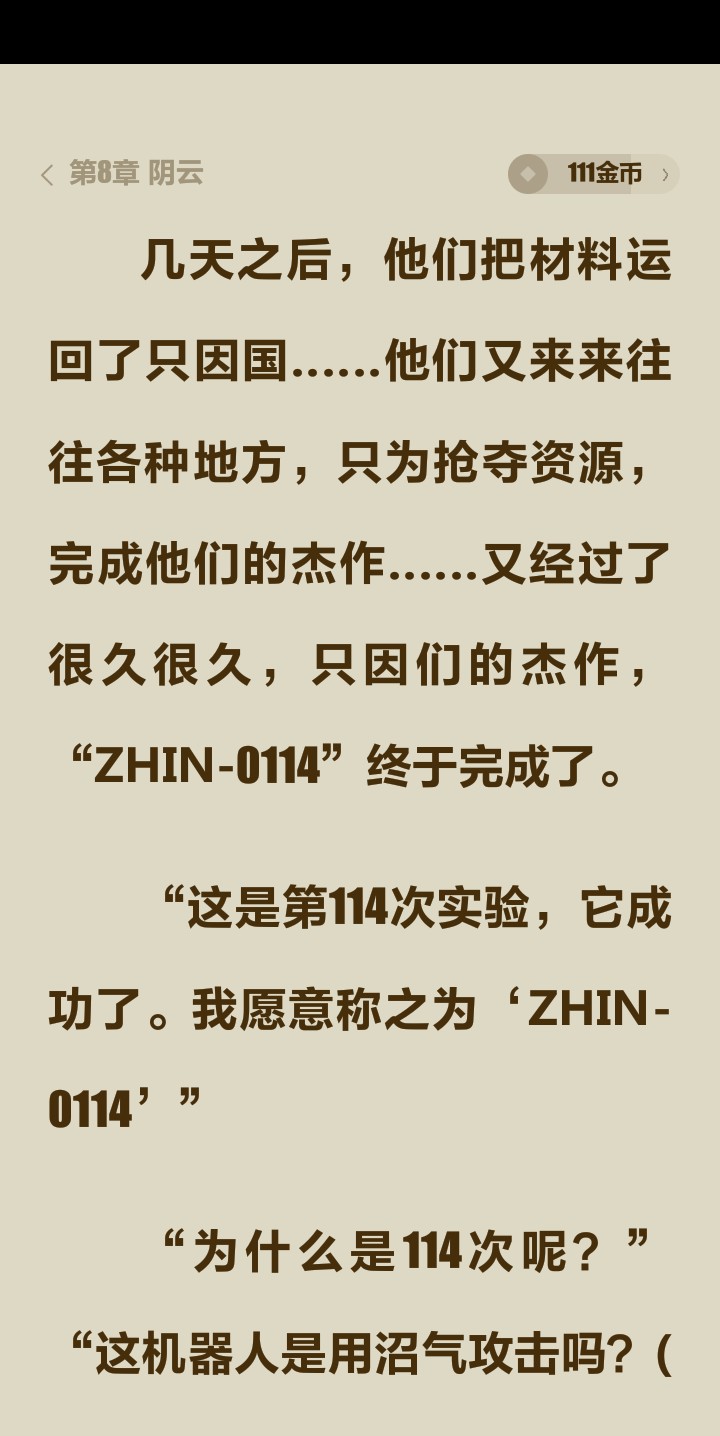 第8章 阴云
111金币
几天之后，他们把材料运
回了只因国……他们又来来往
往各种地方，只为抢夺资源，
完成他们的杰作……又经过了
很久很久，只因们的杰作，
“ZHIN-0114”终于完成了。
“这是第114次实验，它成
功了。我愿意称之为‘ZHIN-
0114’”
“为什么是114次呢？”
“这机器人是用沼气攻击吗？（